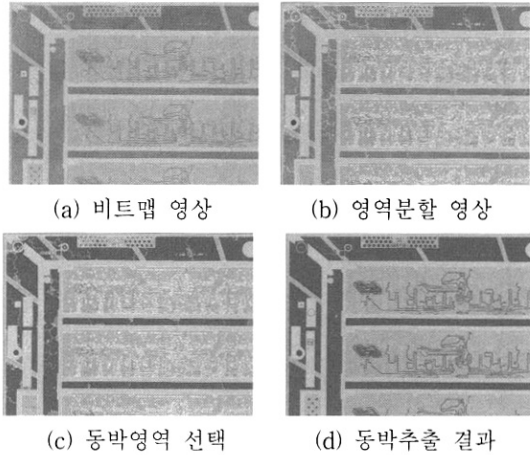 (a) 비트맵 영상
(b) 영역분할 영상
(c) 동박영역 선택
(d) 동박추출 결과